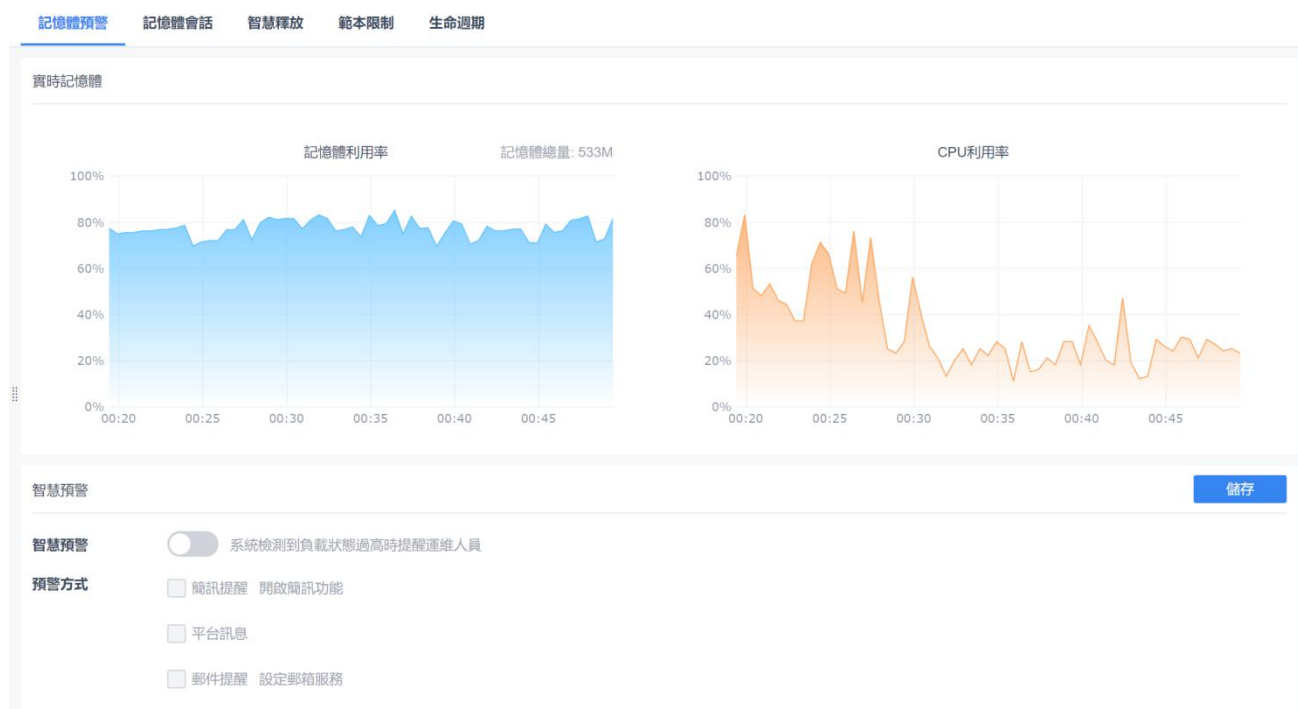 記憶體預警 記憶體會話 智慧釋放 範本限制 生命週期
實時記憶體
記憶體利用率 記憶體總量: 533M
100%
80%
60%
40%
20%
0%
00:20 00:25 00:30 00:35 00:40 00:45
CPU利用率
100%
80%
60%
40%
20%
0%
00:20 00:25 00:30 00:35 00:40 00:45
智慧預警 儲存
智慧預警 系統檢測到負載狀態過高時提醒運維人員
預警方式 簡訊提醒 開啟簡訊功能
平台訊息
郵件提醒 設定郵箱服務